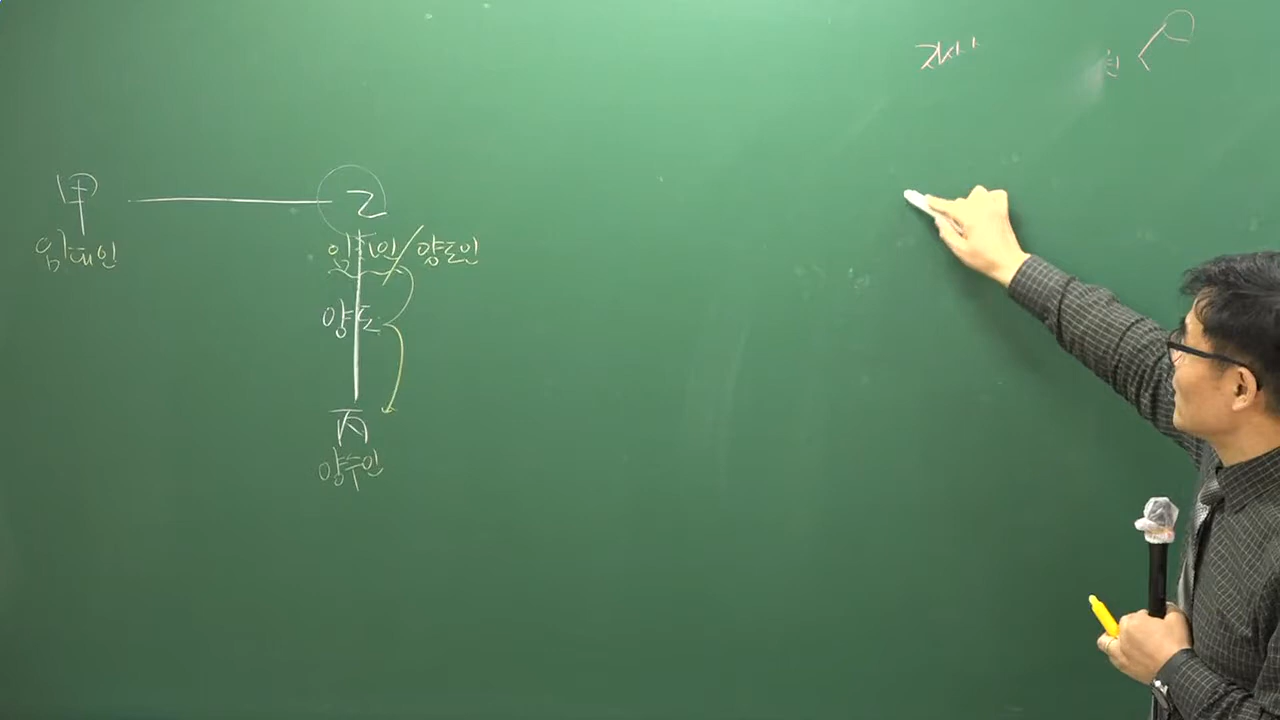 甲 乙
임대인 임차인/양도인
양도
丙
양수인